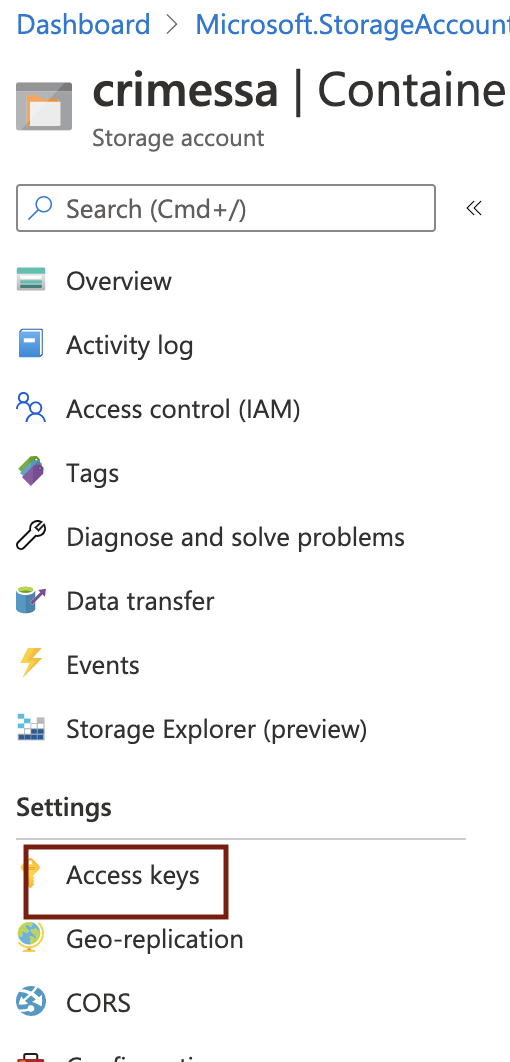 Dashboard > Microsoft.StorageAccount
crimessa | Containe
Storage account
Search (Cmd+/) «
Overview
Activity log
Access control (IAM)
Tags
Diagnose and solve problems
Data transfer
Events
Storage Explorer (preview)
Settings
Access keys
Geo-replication
CORS